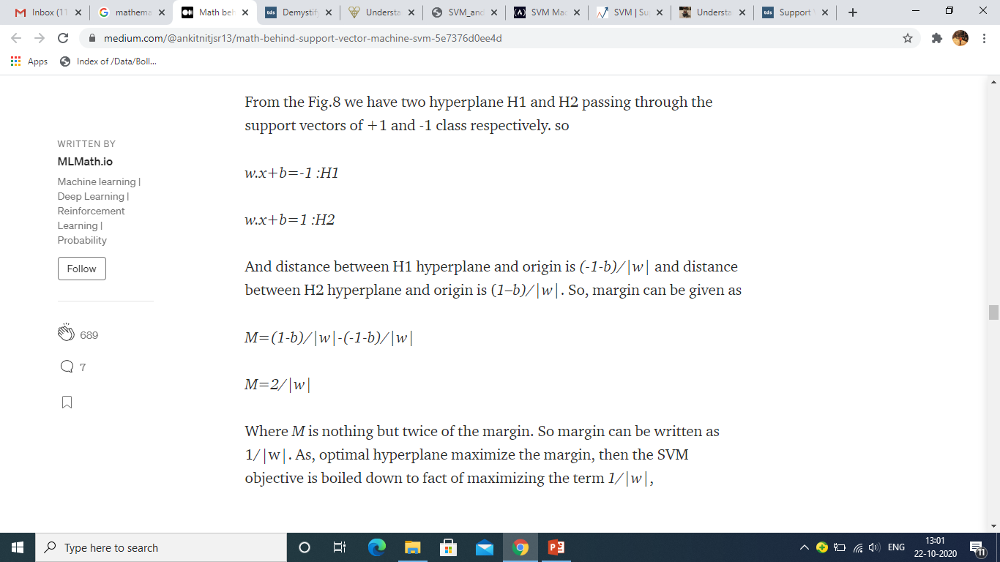 Inbox (11
mathema
Math beh
Demystif
Understa
SVM_and
SVM Mac
SVM | Su
Understa
Support
medium.com/@ankitnitjsr13/math-behind-support-vector-machine-svm-5e7376d0ee4d
Apps
Index of /Data/Boll...
From the Fig.8 we have two hyperplane H1 and H2 passing through the
support vectors of +1 and -1 class respectively. so
WRITTEN BY
MLMath.io
Machine learning |
Deep Learning |
Reinforcement
Learning |
Probability
Follow
689
7
w.x+b=-1 :H1
w.x+b=1 :H2
And distance between H1 hyperplane and origin is (-1-b)/|w| and distance
between H2 hyperplane and origin is (1–b)/|w|. So, margin can be given as
M=(1-b)/|w|-(-1-b)/|w|
M=2/|w|
Where M is nothing but twice of the margin. So margin can be written as
1/|w|. As, optimal hyperplane maximize the margin, then the SVM
objective is boiled down to fact of maximizing the term 1/|w|,
Type here to search
ENG
13:01
22-10-2020
11